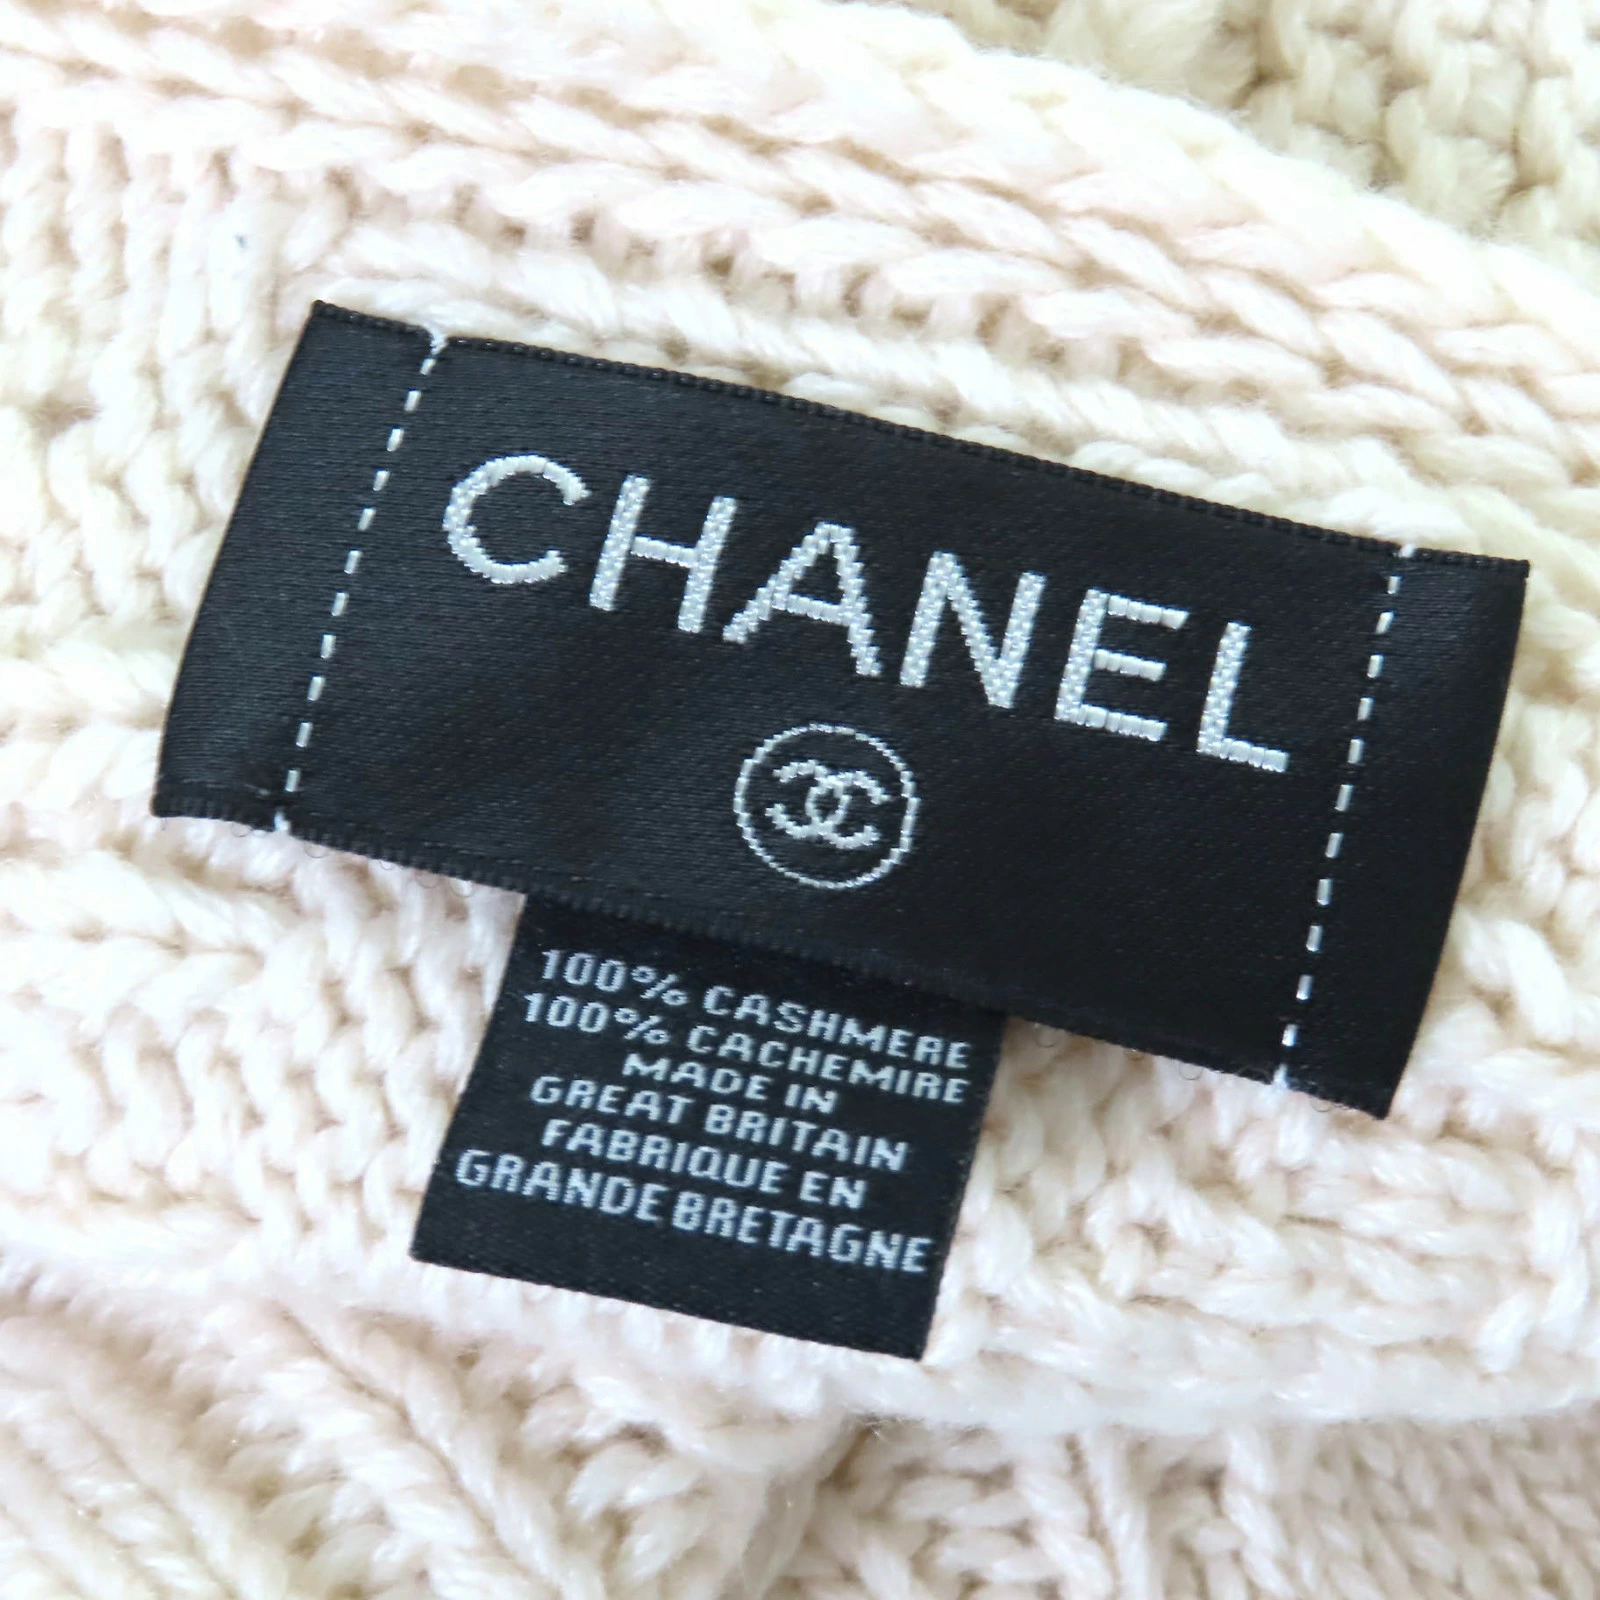 CHANEL
100% CASHMERE
100% CACHEMIRE
MADE IN
GREAT BRITAIN
FABRIQUE EN
GRANDE BRETAGNE